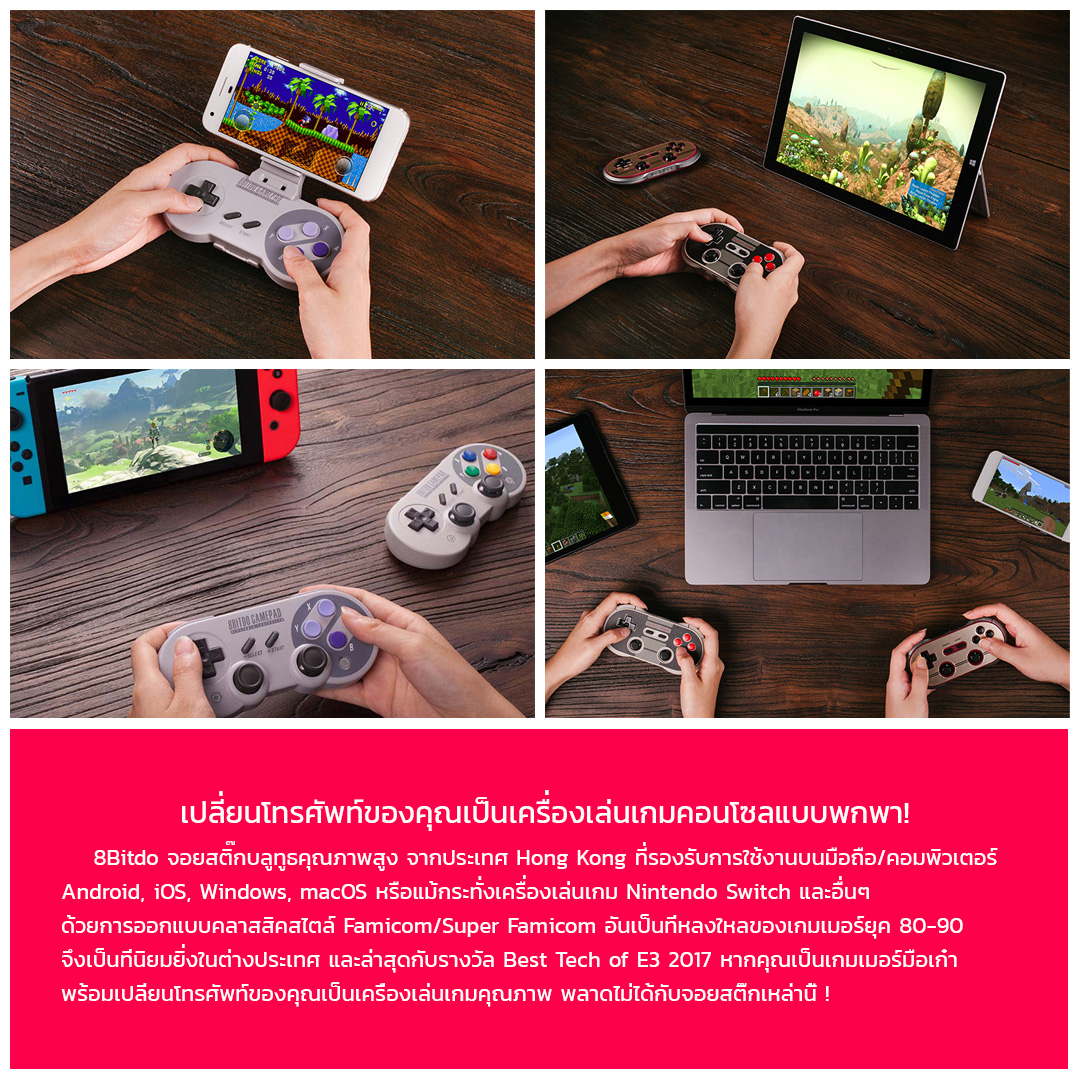 8BITDO GAMEPAD
SELECT
START
X
MacBook Pro
8BITDO GAMEPAD
SELECT
START
X
Y
B
เปลี่ยนโทรศัพท์ของคุณเป็นเครื่องเล่นเกมคอนโซลแบบพกพา!
8Bitdo จอยสติ๊กบลูทูธคุณภาพสูง จากประเทศ Hong Kong ที่รองรับการใช้งานบนมือถือ/คอมพิวเตอร์
Android, iOS, Windows, macOS หรือแม้กระทั่งเครื่องเล่นเกม Nintendo Switch และอื่นๆ
ด้วยการออกแบบคลาสสิคสไตล์ Famicom/Super Famicom อันเป็นที่หลงใหลของเกมเมอร์ยุค 80-90
จึงเป็นที่นิยมยิ่งในต่างประเทศ และล่าสุดกับรางวัล Best Tech of E3 2017 หากคุณเป็นเกมเมอร์มือเก๋า
พร้อมเปลี่ยนโทรศัพท์ของคุณเป็นเครื่องเล่นเกมคุณภาพ พลาดไม่ได้กับจอยสติ๊กเหล่านี้ !